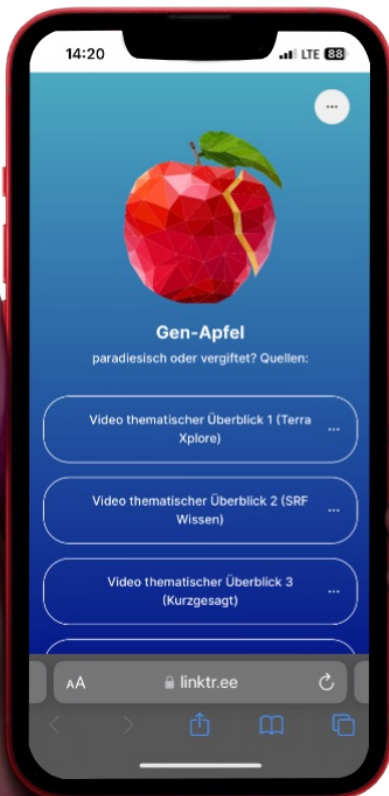 14:20
LTE 88
...
Gen-Apfel
paradiesisch oder vergiftet? Quellen:
Video thematischer Überblick 1 (Terra
Xplore)
...
Video thematischer Überblick 2 (SRF
Wissen)
...
Video thematischer Überblick 3
(Kurzgesagt)
...
AA
linktr.ee